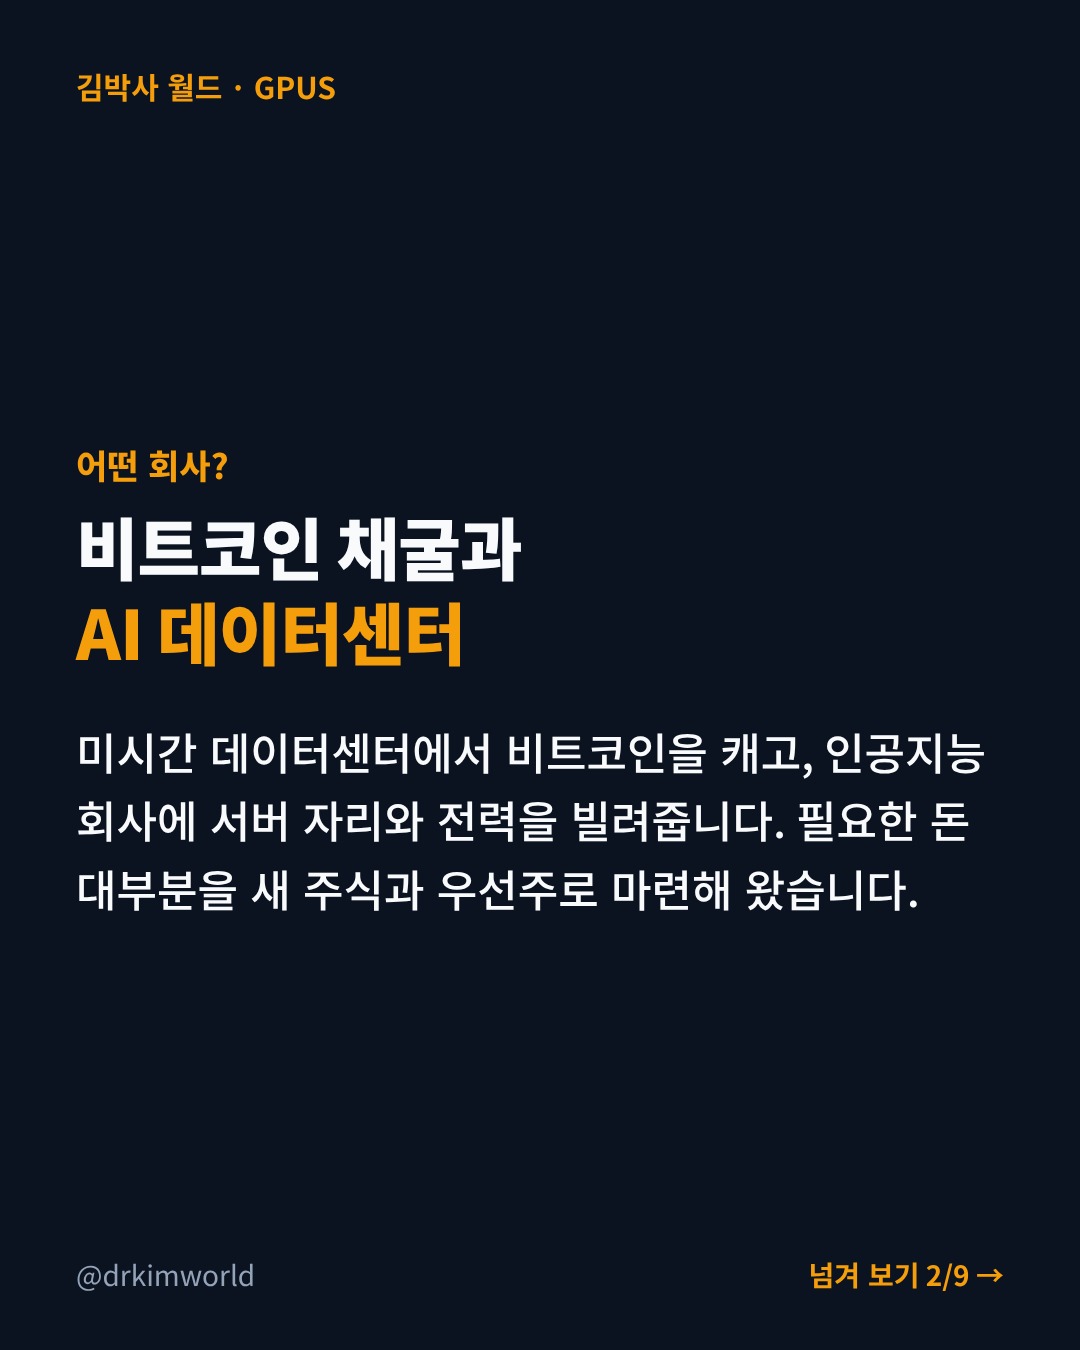 김박사 월드 · GPUS
어떤 회사?
비트코인 채굴과
AI 데이터센터
미시간 데이터센터에서 비트코인을 캐고, 인공지능
회사에 서버 자리와 전력을 빌려줍니다. 필요한 돈
대부분을 새 주식과 우선주로 마련해 왔습니다.
@drkimworld
넘겨 보기 2/9 →